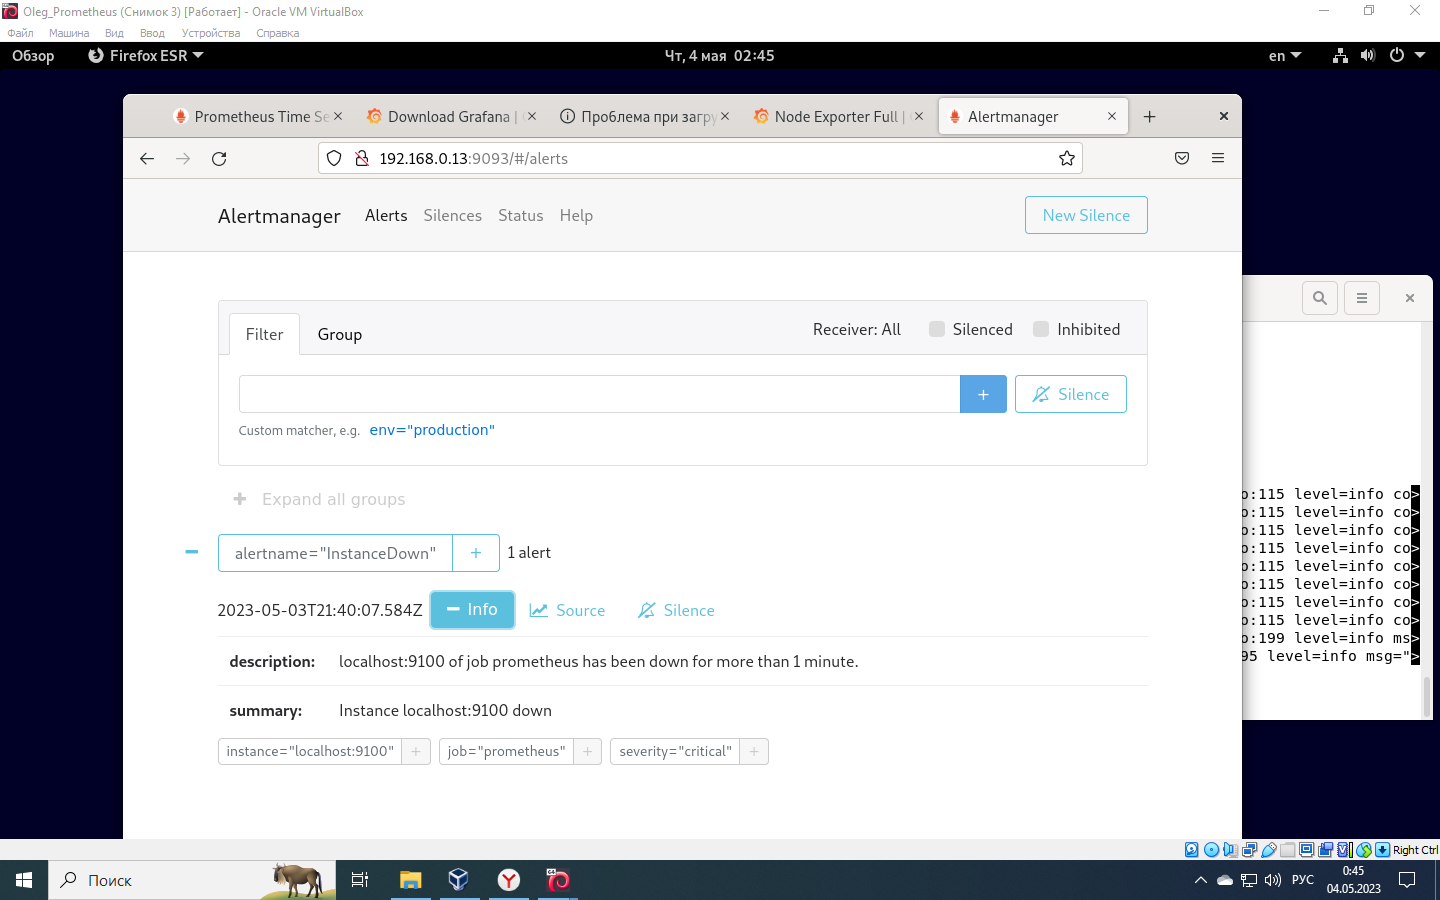 Oleg_Prometheus (Снимок 3) [Работает] - Oracle VM VirtualBox
Файл Машина Вид Ввод Устройства Справка
Обзор Firefox ESR Чт, 4 мая 02:45 en
Prometheus Time Se Download Grafana | Проблема при загру Node Exporter Full | Alertmanager
192.168.0.13:9093/#/alerts
Alertmanager Alerts Silences Status Help New Silence
Filter Group Receiver: All Silenced Inhibited
+ Silence
Custom matcher, e.g. env="production"
+ Expand all groups
alertname="InstanceDown" + 1 alert
2023-05-03T21:40:07.584Z Info Source Silence
description: localhost:9100 of job prometheus has been down for more than 1 minute.
summary: Instance localhost:9100 down
instance="localhost:9100" + job="prometheus" + severity="critical" +
o:115 level=info co>
o:115 level=info co>
o:115 level=info co>
o:115 level=info co>
o:115 level=info co>
o:115 level=info co>
o:115 level=info co>
o:115 level=info co>
o:199 level=info ms>
95 level=info msg=">
Right Ctrl
Поиск РУС 0:45
04.05.2023